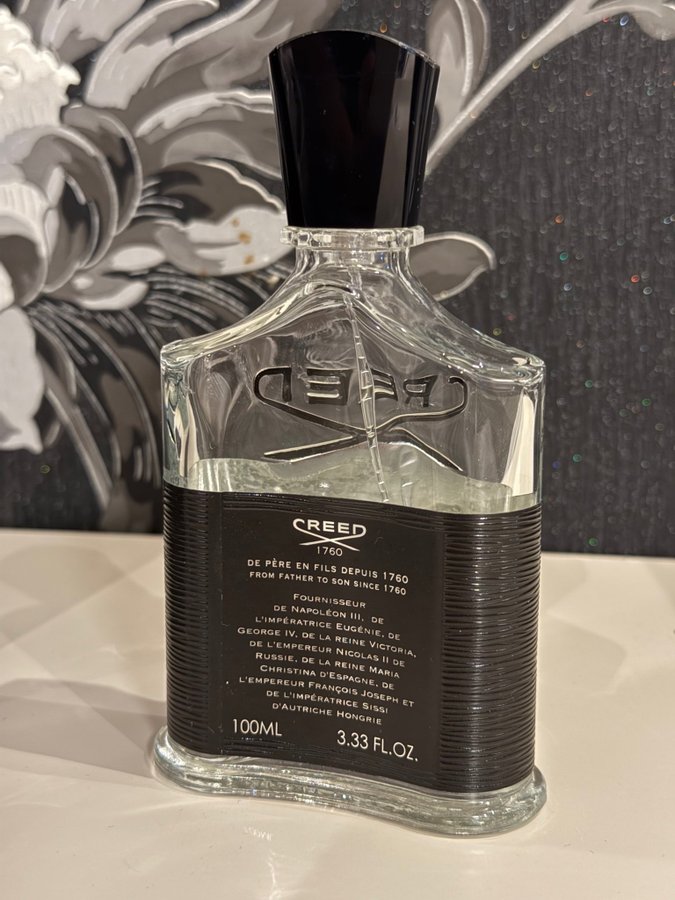 CREED
CREED
1760
DE PÈRE EN FILS DEPUIS 1760
FROM FATHER TO SON SINCE 1760
FOURNISSEUR
DE NAPOLÉON III, DE
L'IMPÉRATRICE EUGÉNIE, DE
GEORGE IV, DE LA REINE VICTORIA,
DE L'EMPEREUR NICOLAS II DE
RUSSIE, DE LA REINE MARIA
CHRISTINA D'ESPAGNE, DE
L'EMPEREUR FRANÇOIS JOSEPH ET
DE L'IMPÉRATRICE SISSI
D'AUTRICHE HONGRIE
100ML 3.33 FL.OZ.